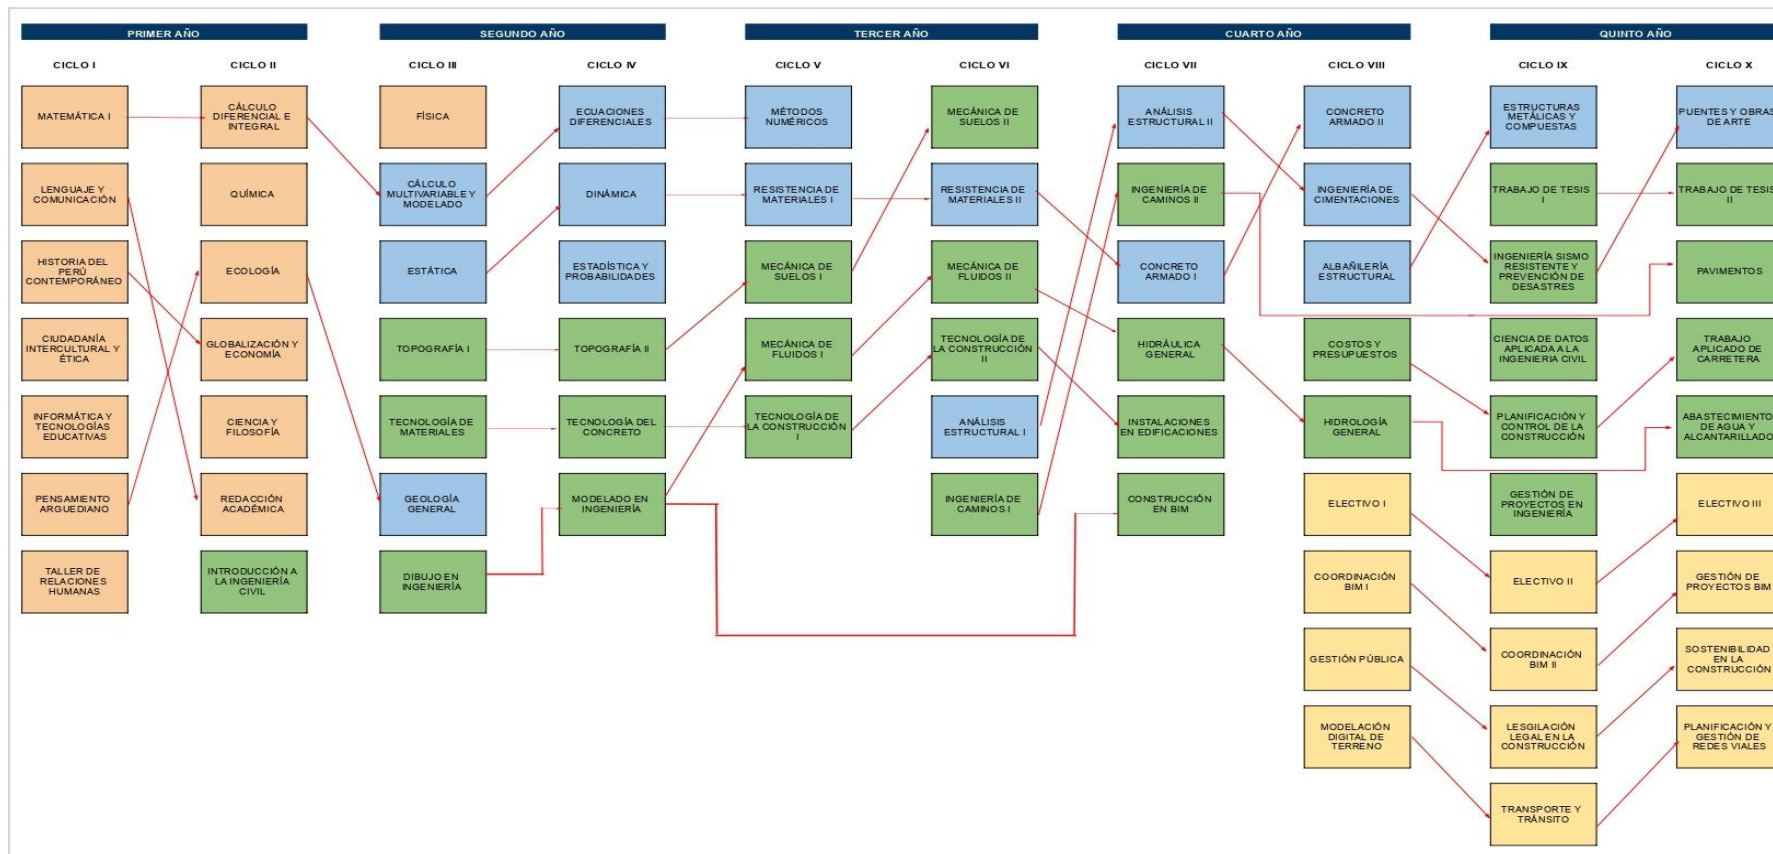 PRIMER AÑO
SEGUNDO AÑO
TERCER AÑO
CUARTO AÑO
QUINTO AÑO
CICLO I
CICLO II
CICLO III
CICLO IV
CICLO V
CICLO VI
CICLO VII
CICLO VIII
CICLO IX
CICLO X
MATEMÁTICA I
CÁLCULO
DIFERENCIAL E
INTEGRAL
FÍSICA
ECUACIONES
DIFERENCIALES
MÉTODOS
NUMÉRICOS
MECÁNICA DE
SUELOS II
ANÁLISIS
ESTRUCTURAL II
CONCRETO
ARMADO II
ESTRUCTURAS
METÁLICAS Y
COMPUESTAS
PUENTES Y OBRAS
DE ARTE
LENGUAJE Y
COMUNICACIÓN
QUÍMICA
CÁLCULO
MULTIVARIABLE Y
MODELADO
DINÁMICA
RESISTENCIA DE
MATERIALES I
RESISTENCIA DE
MATERIALES II
INGENIERÍA DE
CAMINOS II
INGENIERÍA DE
CIMENTACIONES
TRABAJO DE TESIS
I
TRABAJO DE TESIS
II
HISTORIA DEL
PERÚ
CONTEMPORÁNEO
ECOLOGÍA
ESTÁTICA
ESTADÍSTICA Y
PROBABILIDADES
MECÁNICA DE
SUELOS I
MECÁNICA DE
FLUIDOS II
CONCRETO
ARMADO I
ALBAÑILERÍA
ESTRUCTURAL
INGENIERÍA SISMO
RESISTENTE Y
PREVENCIÓN DE
DESASTRES
PAVIMENTOS
CIUDADANÍA
INTERCULTURAL Y
ÉTICA
GLOBALIZACIÓN Y
ECONOMÍA
TOPOGRAFÍA I
TOPOGRAFÍA II
MECÁNICA DE
FLUIDOS I
TECNOLOGÍA DE
LA CONSTRUCCIÓN
II
HIDRÁULICA
GENERAL
COSTOS Y
PRESUPUESTOS
CIENCIA DE DATOS
APLICADA A LA
INGENIERIA CIVIL
TRABAJO
APLICADO DE
CARRETERA
INFORMÁTICA Y
TECNOLOGÍAS
EDUCATIVAS
CIENCIA Y
FILOSOFÍA
TECNOLOGÍA DE
MATERIALES
TECNOLOGÍA DEL
CONCRETO
TECNOLOGÍA DE
LA CONSTRUCCIÓN
I
ANÁLISIS
ESTRUCTURAL I
INSTALACIONES
EN EDIFICACIONES
HIDROLOGÍA
GENERAL
PLANIFICACIÓN Y
CONTROL DE LA
CONSTRUCCIÓN
ABASTECIMIENTO
DE AGUA Y
ALCANTARILLADO
PENSAMIENTO
ARGUEDIANO
REDACCIÓN
ACADÉMICA
GEOLOGÍA
GENERAL
MODELADO EN
INGENIERÍA
INGENIERÍA DE
CAMINOS I
CONSTRUCCIÓN
EN BIM
ELECTIVO I
GESTIÓN DE
PROYECTOS EN
INGENIERÍA
ELECTIVO III
TALLER DE
RELACIONES
HUMANAS
INTRODUCCIÓN A
LA INGENIERÍA
CIVIL
DIBUJO EN
INGENIERÍA
COORDINACIÓN
BIM I
ELECTIVO II
GESTIÓN DE
PROYECTOS BIM
GESTIÓN PÚBLICA
COORDINACIÓN
BIM II
SOSTENIBILIDAD
EN LA
CONSTRUCCIÓN
MODELACIÓN
DIGITAL DE
TERRENO
LESGILACIÓN
LEGAL EN LA
CONSTRUCCIÓN
PLANIFICACIÓN Y
GESTIÓN DE
REDES VIALES
TRANSPORTE Y
TRÁNSITO